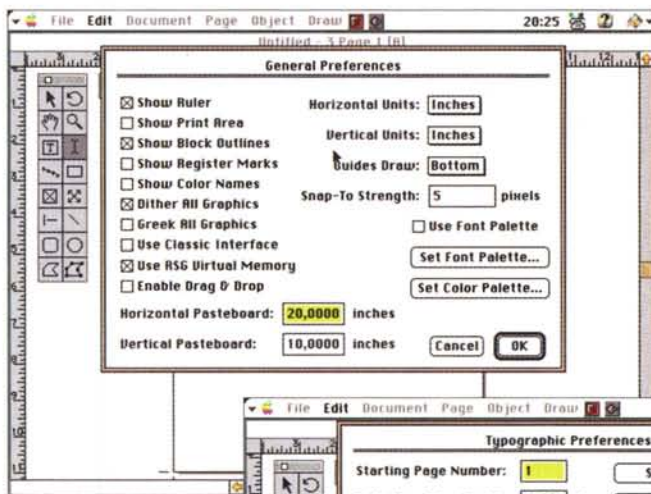 File Edit Document Page Object Draw 20:25
Untitled - 3 Page 1 [A]
General Preferences
Show Ruler
Show Print Area
Show Block Outlines
Show Register Marks
Show Color Names
Dither All Graphics
Greek All Graphics
Use Classic Interface
Use RSG Virtual Memory
Enable Drag & Drop
Horizontal Units: Inches
Vertical Units: Inches
Guides Draw: Bottom
Snap-To Strength: 5 pixels
Use Font Palette
Set Font Palette...
Set Color Palette...
Horizontal Pasteboard: 20,0000 inches
Vertical Pasteboard: 10,0000 inches
Cancel OK
File Edit Document Page Object Draw
Typographic Preferences
Starting Page Number: 1